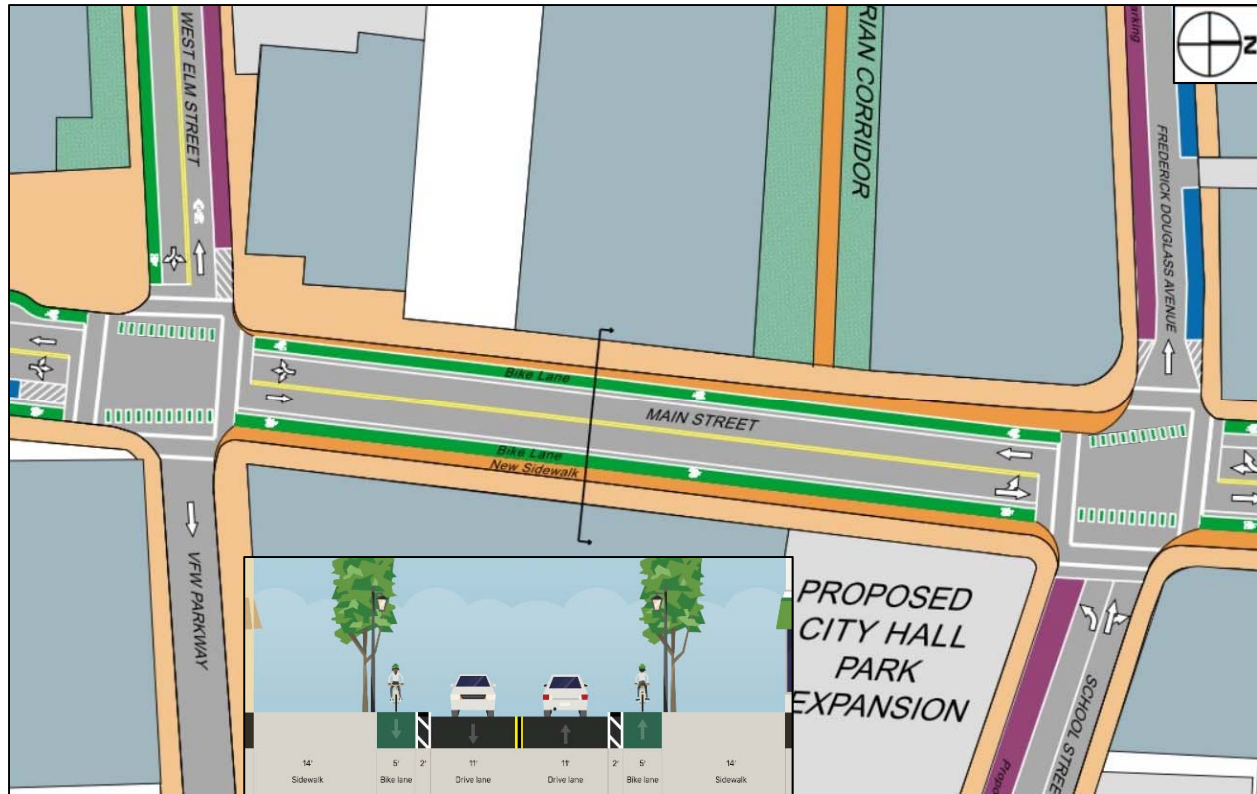 WEST ELM STREET
RIAN CORRIDOR
arking
N
FREDERICK DOUGLASS AVENUE
Bike Lane
MAIN STREET
Bike Lane
New Sidewalk
VFW PARKWAY
PROPOSED
CITY HALL
PARK
EXPANSION
SCHOOL STREE
Propo
14' 5' 2' 11' 11' 2' 5' 14'
Sidewalk Bike lane Drive lane Drive lane Bike lane Sidewalk